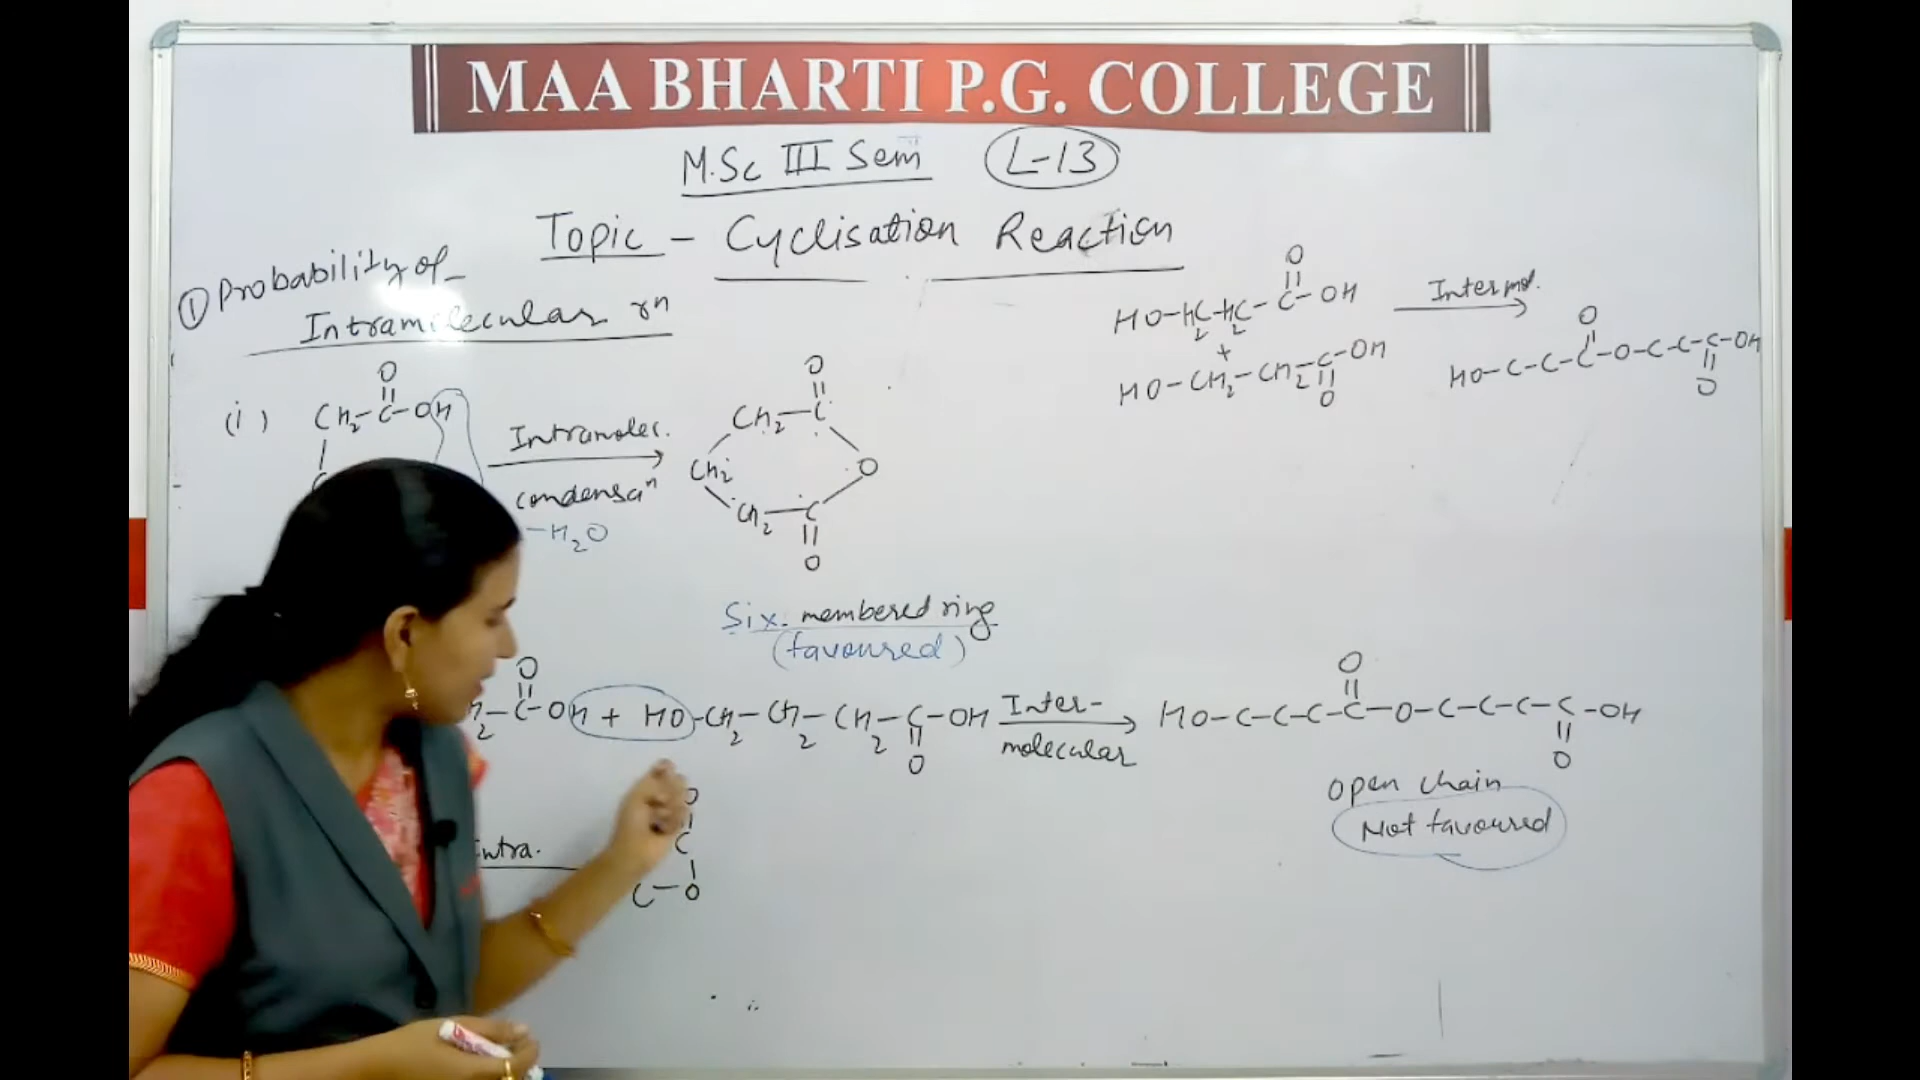 MAA BHARTI P.G. COLLEGE
M.Sc III Sem L-13
Topic - Cyclisation Reaction
① Probability of
Intramolecular rⁿ
O
HO-H₂C-H₂C-C-OH
Intermol.
+
HO-CH₂-CH₂-C-OH
O
O
HO-C-C-C-O-C-C-C-OH
O
(i)
O
CH₂-C-OH
Intramolec.
condensaⁿ
-H₂O
O
CH₂-C
CH₂
O
CH₂-C
O
Six membered ring
(favoured)
O
₂-C-OH + HO-CH₂-CH₂-CH₂-C-OH
O
Inter-
molecular
O
HO-C-C-C-C-O-C-C-C-C-OH
O
Open chain
Not favoured
Intra.
O
C
C-O